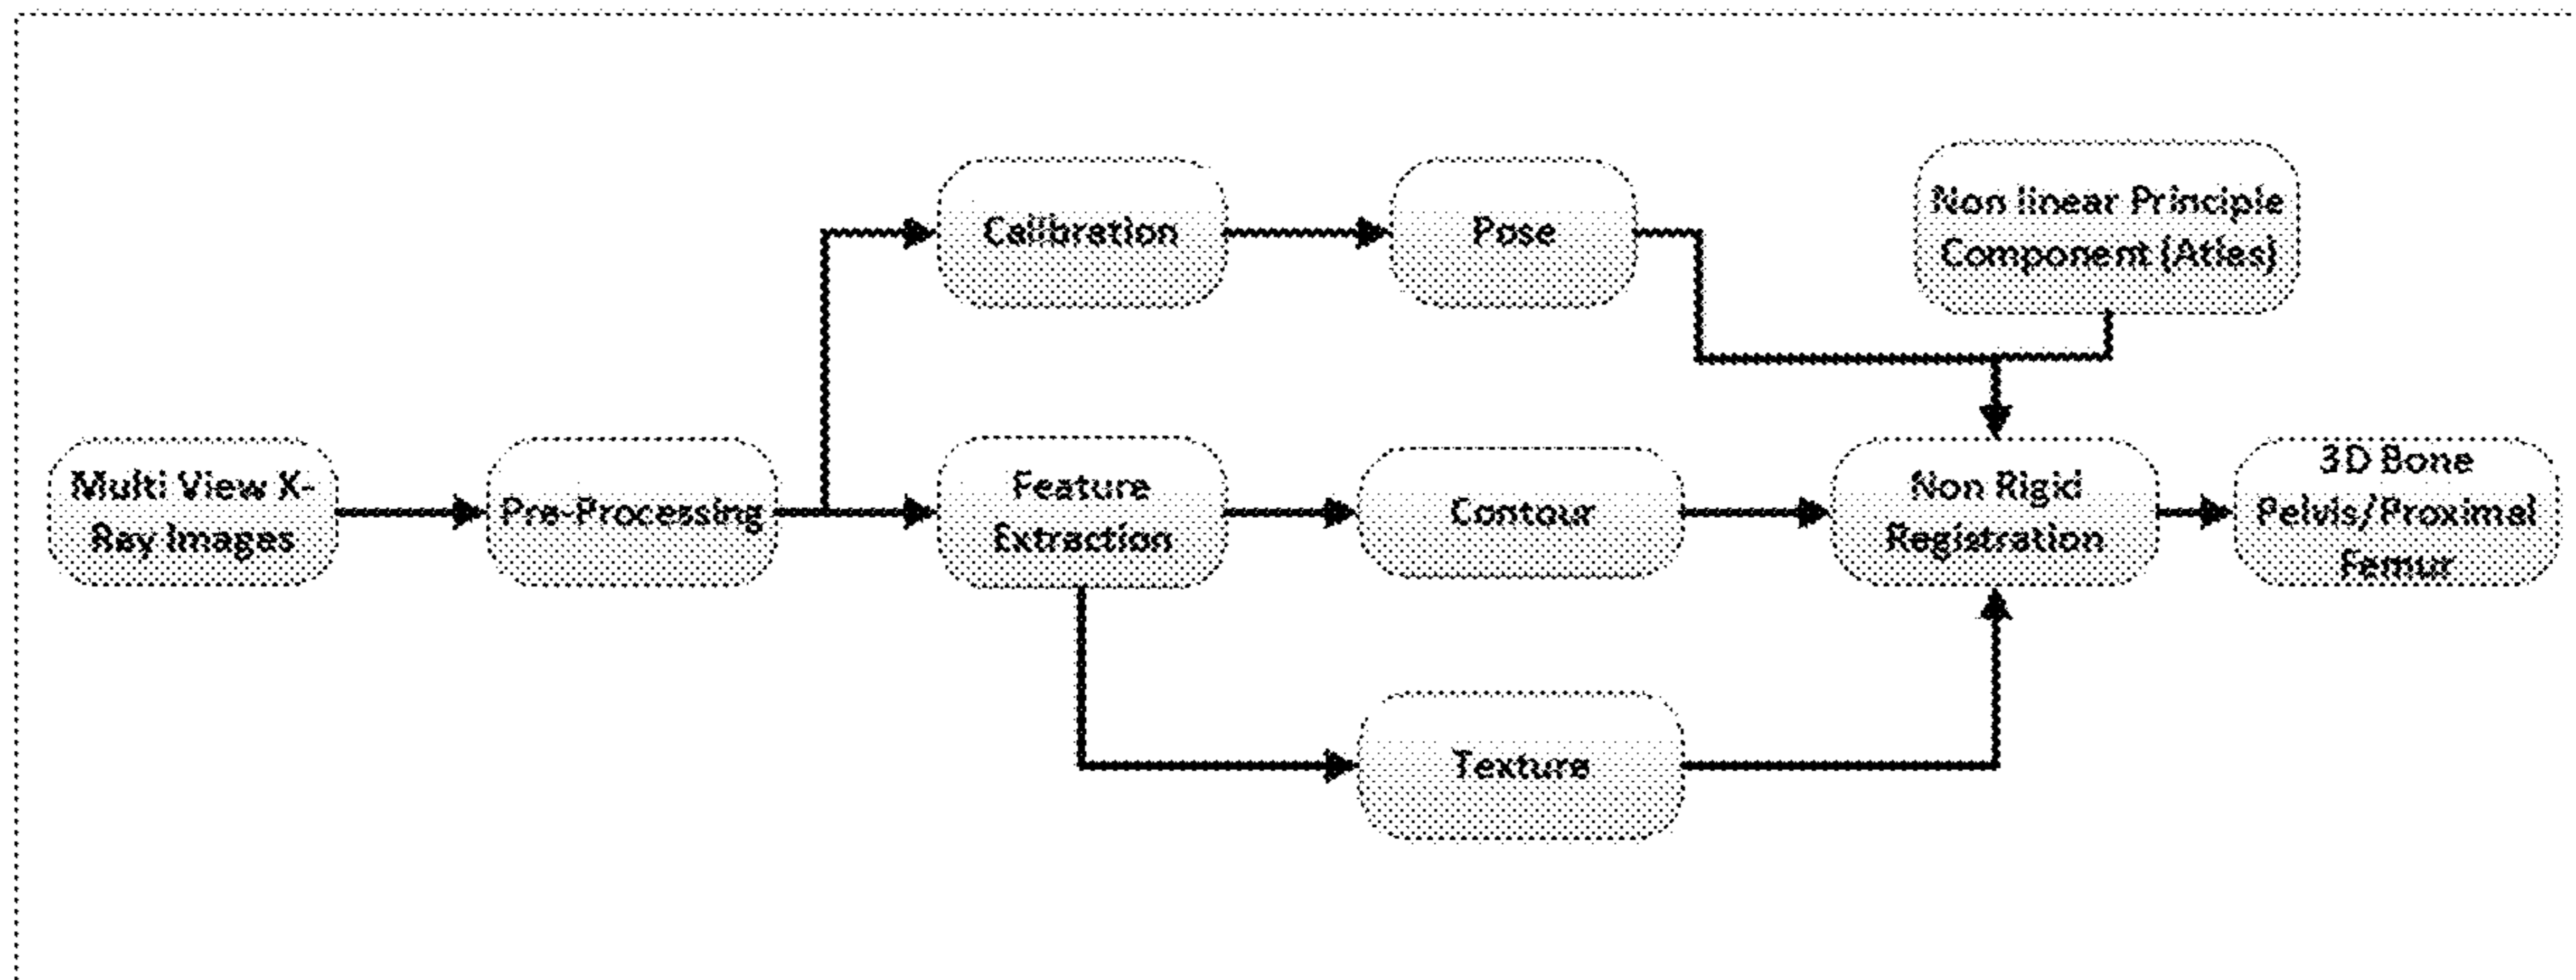 Calibration
Pose
Non linear Principle
Component (Atlas)
Multi View X-
Ray Images
Pre-Processing
Feature
Extraction
Contour
Non Rigid
Registration
3D Bone
Pelvis/Proximal
Femur
Texture